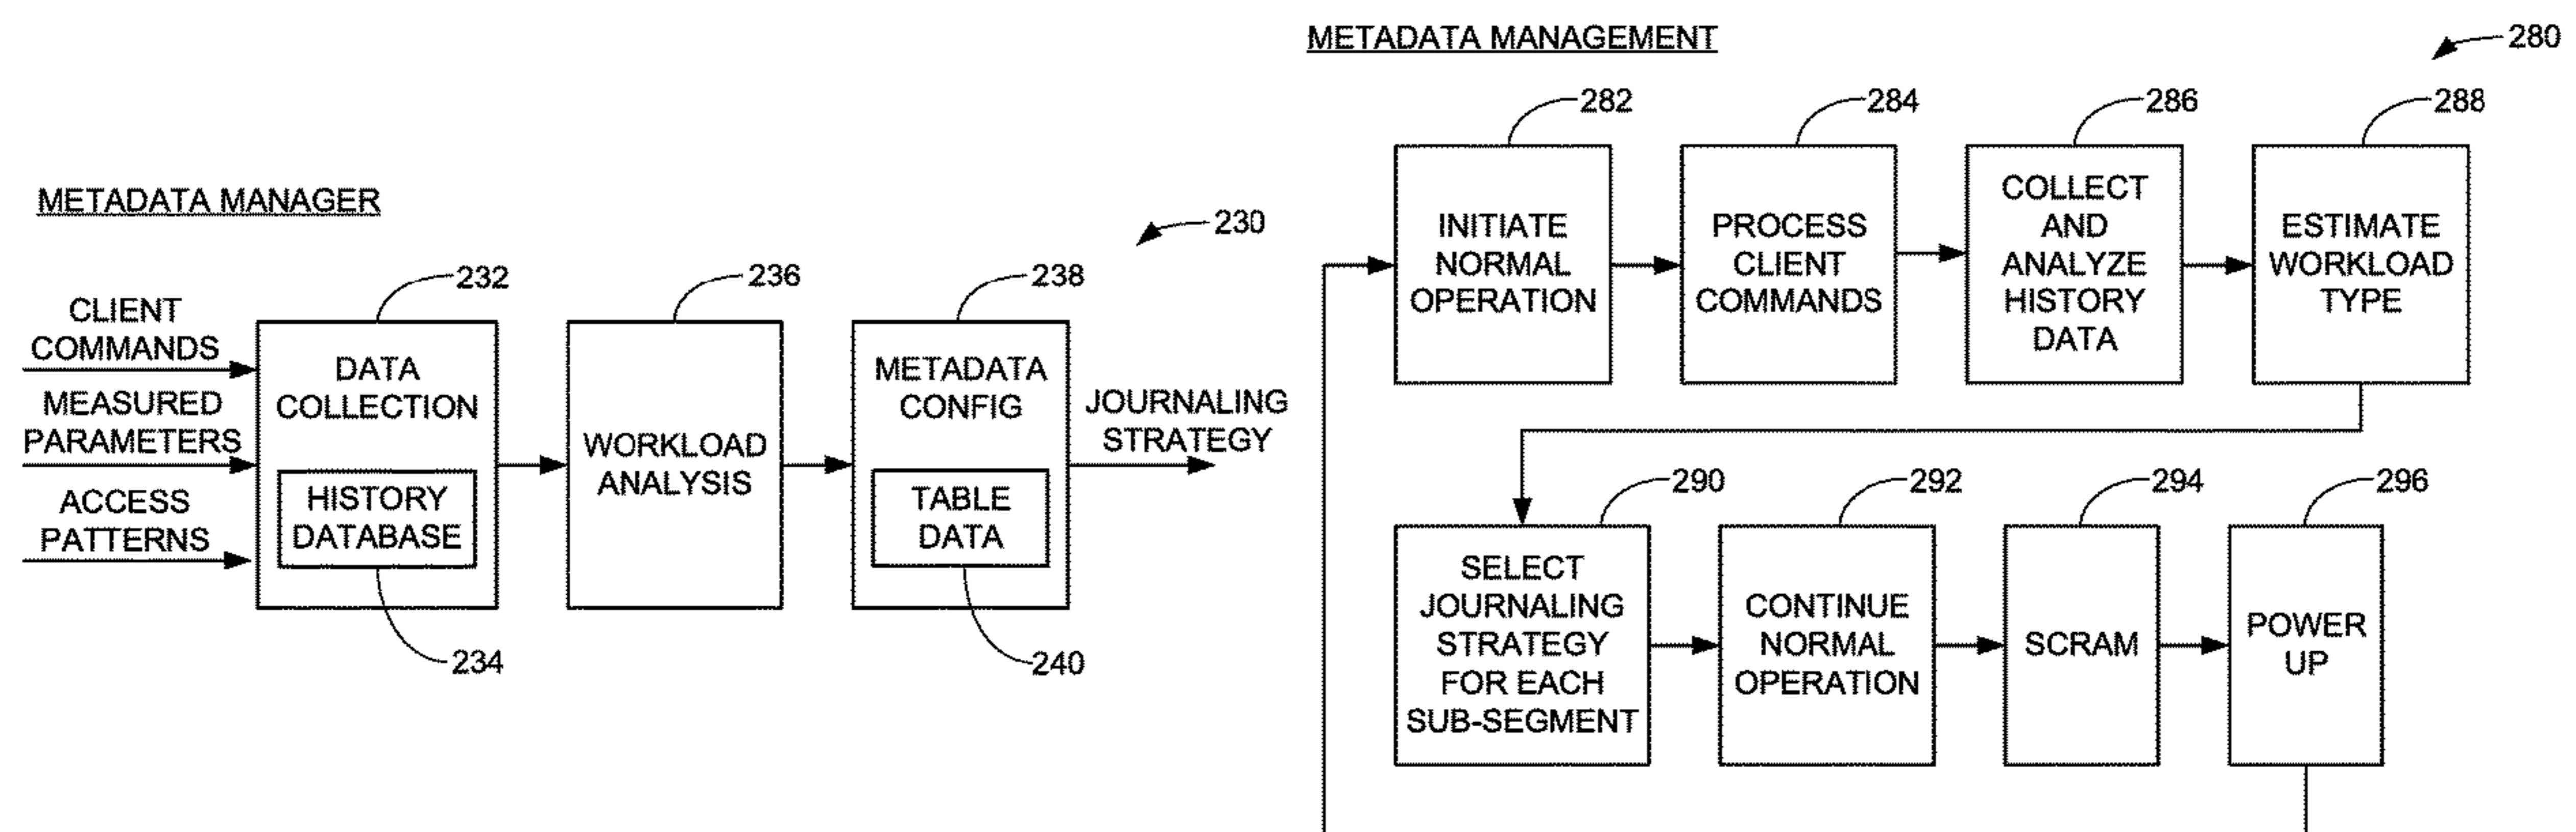 METADATA MANAGER
230
232
236
238
CLIENT
COMMANDS
MEASURED
PARAMETERS
ACCESS
PATTERNS
DATA
COLLECTION
HISTORY
DATABASE
234
WORKLOAD
ANALYSIS
METADATA
CONFIG
TABLE
DATA
240
JOURNALING
STRATEGY
METADATA MANAGEMENT
280
282
INITIATE
NORMAL
OPERATION
284
PROCESS
CLIENT
COMMANDS
286
COLLECT
AND
ANALYZE
HISTORY
DATA
288
ESTIMATE
WORKLOAD
TYPE
290
SELECT
JOURNALING
STRATEGY
FOR EACH
SUB-SEGMENT
292
CONTINUE
NORMAL
OPERATION
294
SCRAM
296
POWER
UP